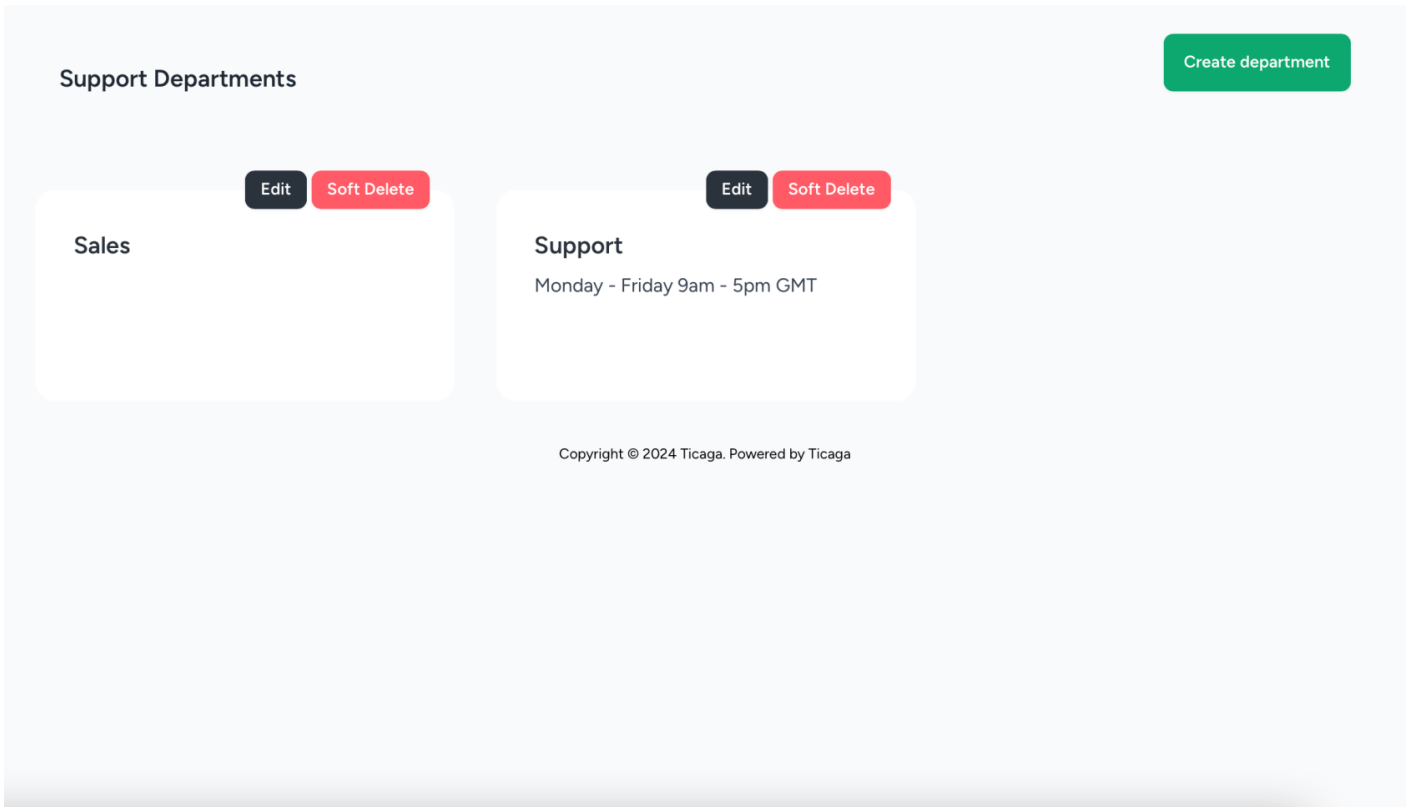 Create department
Support Departments
Edit Soft Delete
Edit Soft Delete
Sales
Support
Monday - Friday 9am - 5pm GMT
Copyright © 2024 Ticaga. Powered by Ticaga